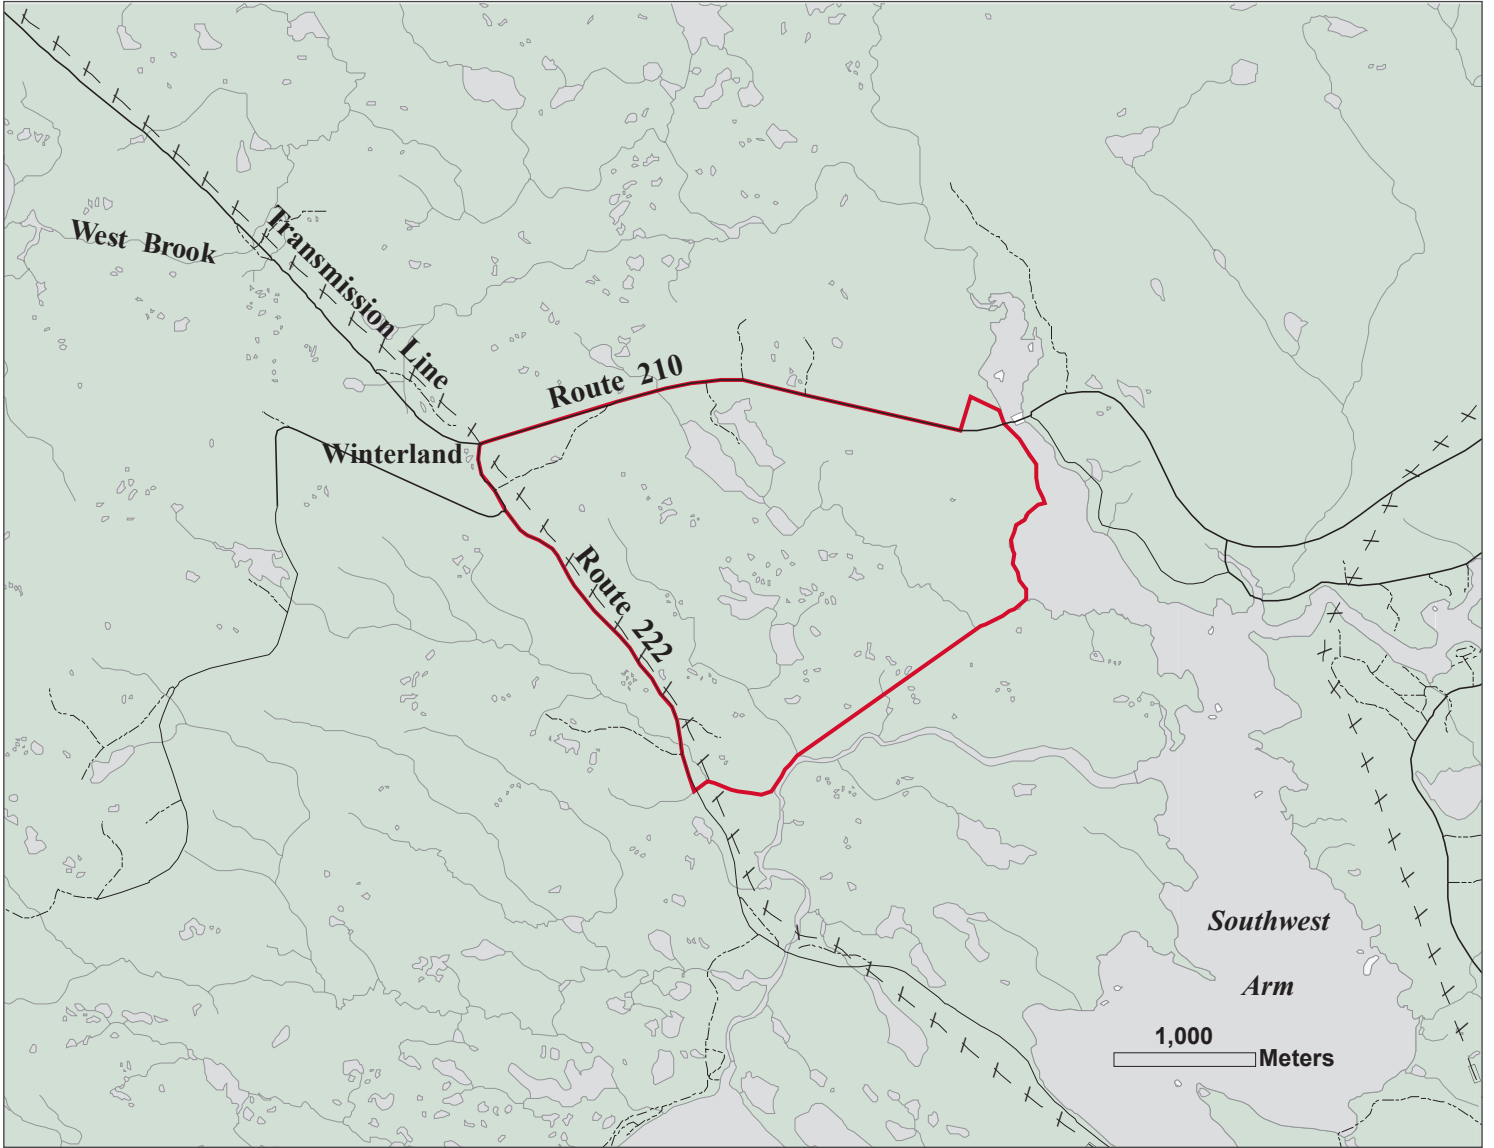 West Brook
Transmission Line
Route 210
Winterland
Route 222
Southwest
Arm
1,000
Meters